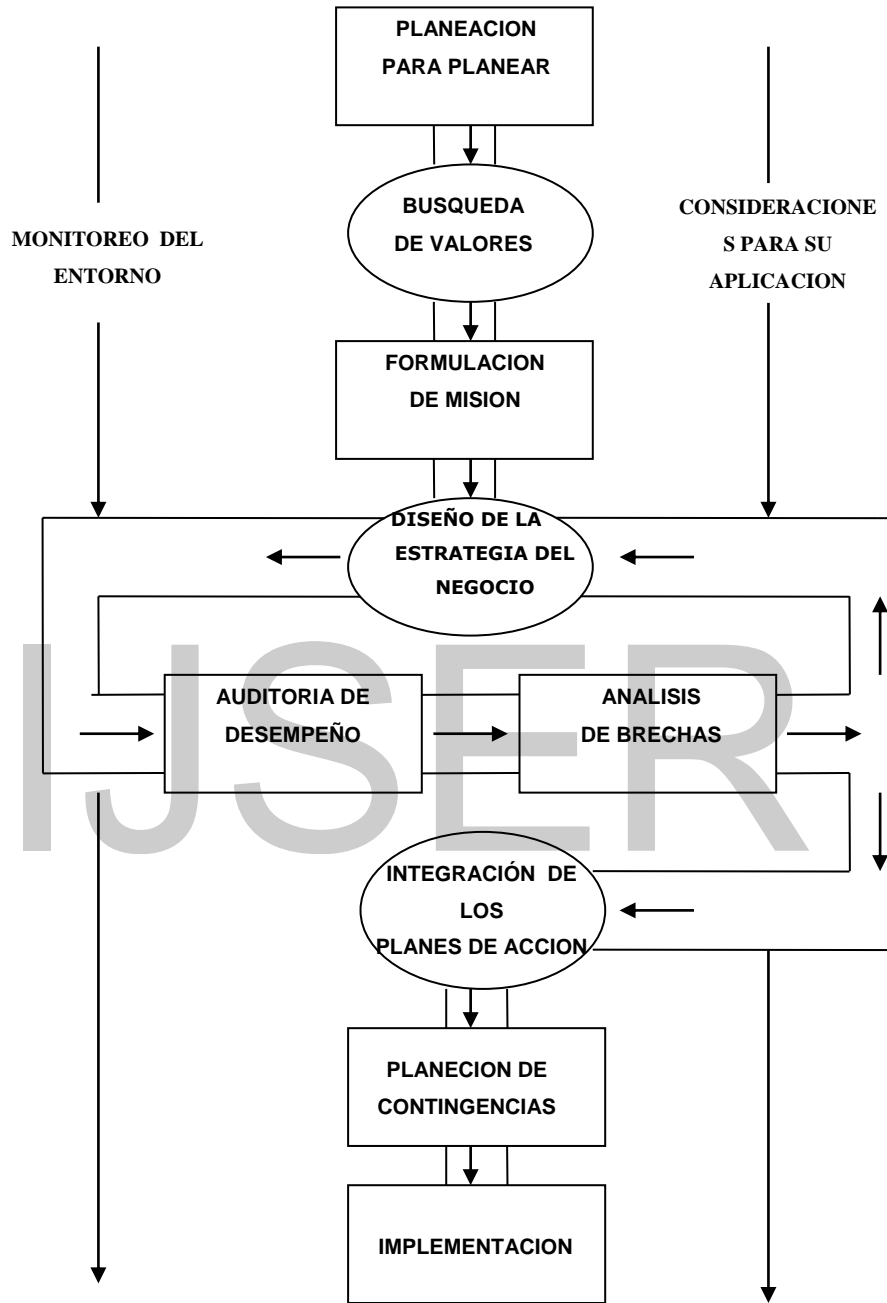 PLANEACION
PARA PLANEAR
BUSQUEDA
DE VALORES
MONITOREO DEL
ENTORNO
CONSIDERACIONE
S PARA SU
APLICACION
FORMULACION
DE MISION
DISEÑO DE LA
ESTRATEGIA DEL
NEGOCIO
AUDITORIA DE
DESEMPEÑO
ANALISIS
DE BRECHAS
IJSER
INTEGRACIÓN DE
LOS
PLANES DE ACCION
PLANECION DE
CONTINGENCIAS
IMPLEMENTACION